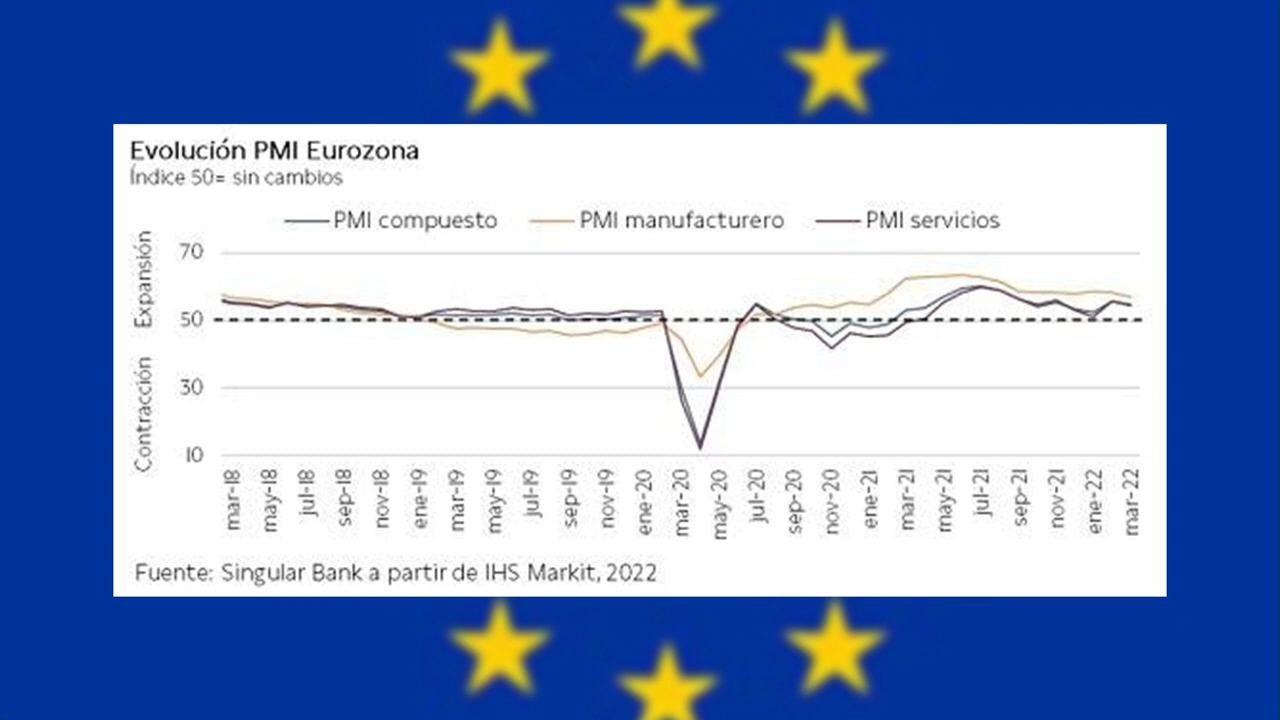 Evolución PMI Eurozona
Índice 50= sin cambios
PMI compuesto PMI manufacturero PMI servicios
Expansión
Contracción
70
50
30
10
mar-18 may-18 jul-18 sep-18 nov-18 ene-19 mar-19 may-19 jul-19 sep-19 nov-19 ene-20 mar-20 may-20 jul-20 sep-20 nov-20 ene-21 mar-21 may-21 jul-21 sep-21 nov-21 ene-22 mar-22
Fuente: Singular Bank a partir de IHS Markit, 2022